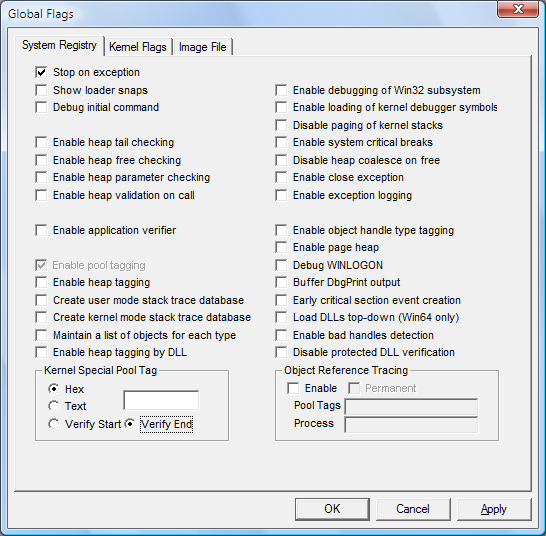 Global Flags
System Registry Kernel Flags Image File
Stop on exception
Show loader snaps Enable debugging of Win32 subsystem
Debug initial command Enable loading of kernel debugger symbols
Disable paging of kernel stacks
Enable heap tail checking Enable system critical breaks
Enable heap free checking Disable heap coalesce on free
Enable heap parameter checking Enable close exception
Enable heap validation on call Enable exception logging
Enable application verifier Enable object handle type tagging
Enable page heap
Enable pool tagging Debug WINLOGON
Enable heap tagging Buffer DbgPrint output
Create user mode stack trace database Early critical section event creation
Create kernel mode stack trace database Load DLLs top-down (Win64 only)
Maintain a list of objects for each type Enable bad handles detection
Enable heap tagging by DLL Disable protected DLL verification
Kernel Special Pool Tag Object Reference Tracing
Hex Enable Permanent
Text Pool Tags
Verify Start Verify End Process
OK Cancel Apply